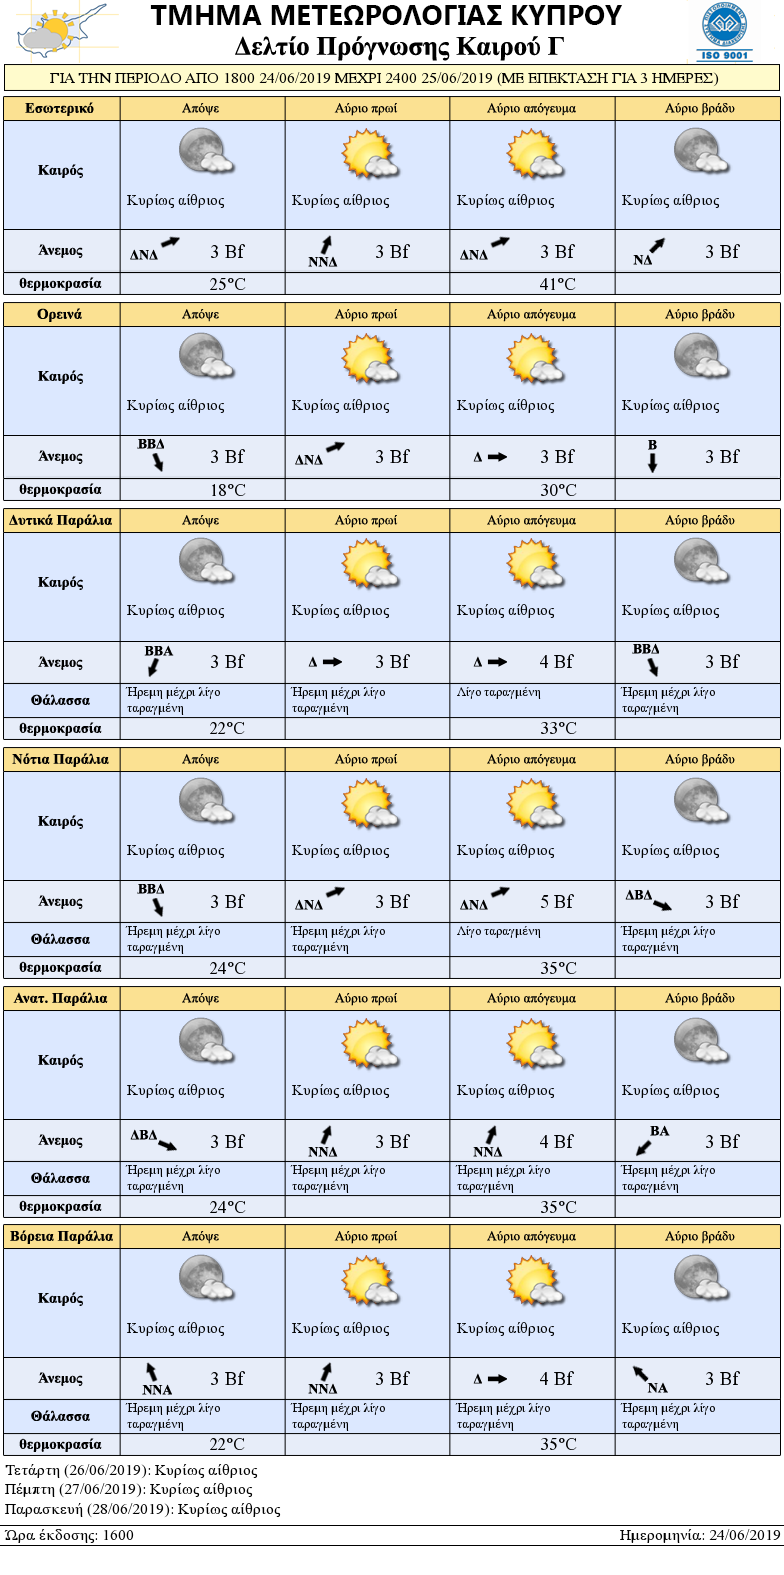 ΤΜΗΜΑ ΜΕΤΕΩΡΟΛΟΓΙΑΣ ΚΥΠΡΟΥ
Δελτίο Πρόγνωσης Καιρού Γ
ISO 9001
ΓΙΑ ΤΗΝ ΠΕΡΙΟΔΟ ΑΠΟ 1800 24/06/2019 ΜΕΧΡΙ 2400 25/06/2019 (ΜΕ ΕΠΕΚΤΑΣΗ ΓΙΑ 3 ΗΜΕΡΕΣ)
Εσωτερικό Απόψε Αύριο πρωί Αύριο απόγευμα Αύριο βράδυ
Καιρός Κυρίως αίθριος Κυρίως αίθριος Κυρίως αίθριος Κυρίως αίθριος
Άνεμος ΔΝΔ 3 Bf ΝΝΔ 3 Bf ΔΝΔ 3 Bf ΝΔ 3 Bf
θερμοκρασία 25°C 41°C
Ορεινά Απόψε Αύριο πρωί Αύριο απόγευμα Αύριο βράδυ
Καιρός Κυρίως αίθριος Κυρίως αίθριος Κυρίως αίθριος Κυρίως αίθριος
Άνεμος ΒΒΔ 3 Bf ΔΝΔ 3 Bf Δ 3 Bf Β 3 Bf
θερμοκρασία 18°C 30°C
Δυτικά Παράλια Απόψε Αύριο πρωί Αύριο απόγευμα Αύριο βράδυ
Καιρός Κυρίως αίθριος Κυρίως αίθριος Κυρίως αίθριος Κυρίως αίθριος
Άνεμος ΒΒΑ 3 Bf Δ 3 Bf Δ 4 Bf ΒΒΔ 3 Bf
Θάλασσα Ήρεμη μέχρι λίγο ταραγμένη Ήρεμη μέχρι λίγο ταραγμένη Λίγο ταραγμένη Ήρεμη μέχρι λίγο ταραγμένη
θερμοκρασία 22°C 33°C
Νότια Παράλια Απόψε Αύριο πρωί Αύριο απόγευμα Αύριο βράδυ
Καιρός Κυρίως αίθριος Κυρίως αίθριος Κυρίως αίθριος Κυρίως αίθριος
Άνεμος ΒΒΔ 3 Bf ΔΝΔ 3 Bf ΔΝΔ 5 Bf ΔΒΔ 3 Bf
Θάλασσα Ήρεμη μέχρι λίγο ταραγμένη Ήρεμη μέχρι λίγο ταραγμένη Λίγο ταραγμένη Ήρεμη μέχρι λίγο ταραγμένη
θερμοκρασία 24°C 35°C
Ανατ. Παράλια Απόψε Αύριο πρωί Αύριο απόγευμα Αύριο βράδυ
Καιρός Κυρίως αίθριος Κυρίως αίθριος Κυρίως αίθριος Κυρίως αίθριος
Άνεμος ΔΒΔ 3 Bf ΝΝΔ 3 Bf ΝΝΔ 4 Bf ΒΑ 3 Bf
Θάλασσα Ήρεμη μέχρι λίγο ταραγμένη Ήρεμη μέχρι λίγο ταραγμένη Ήρεμη μέχρι λίγο ταραγμένη Ήρεμη μέχρι λίγο ταραγμένη
θερμοκρασία 24°C 35°C
Βόρεια Παράλια Απόψε Αύριο πρωί Αύριο απόγευμα Αύριο βράδυ
Καιρός Κυρίως αίθριος Κυρίως αίθριος Κυρίως αίθριος Κυρίως αίθριος
Άνεμος ΝΝΑ 3 Bf ΝΝΔ 3 Bf Δ 4 Bf ΝΑ 3 Bf
Θάλασσα Ήρεμη μέχρι λίγο ταραγμένη Ήρεμη μέχρι λίγο ταραγμένη Ήρεμη μέχρι λίγο ταραγμένη Ήρεμη μέχρι λίγο ταραγμένη
θερμοκρασία 22°C 35°C
Τετάρτη (26/06/2019): Κυρίως αίθριος
Πέμπτη (27/06/2019): Κυρίως αίθριος
Παρασκευή (28/06/2019): Κυρίως αίθριος
Ώρα έκδοσης: 1600 Ημερομηνία: 24/06/2019